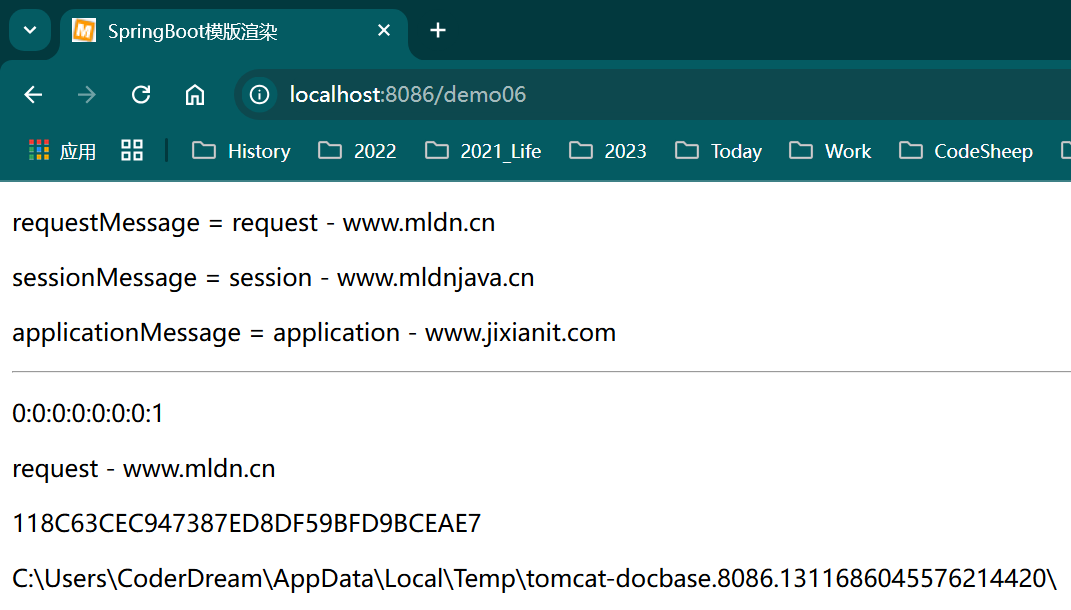 SpringBoot模版渲染
localhost:8086/demo06
应用 History 2022 2021_Life 2023 Today Work CodeSheep
requestMessage = request - www.mldn.cn
sessionMessage = session - www.mldnjava.cn
applicationMessage = application - www.jixianit.com
0:0:0:0:0:0:0:1
request - www.mldn.cn
118C63CEC947387ED8DF59BFD9BCEAE7
C:\Users\CoderDream\AppData\Local\Temp\tomcat-docbase.8086.1311686045576214420\